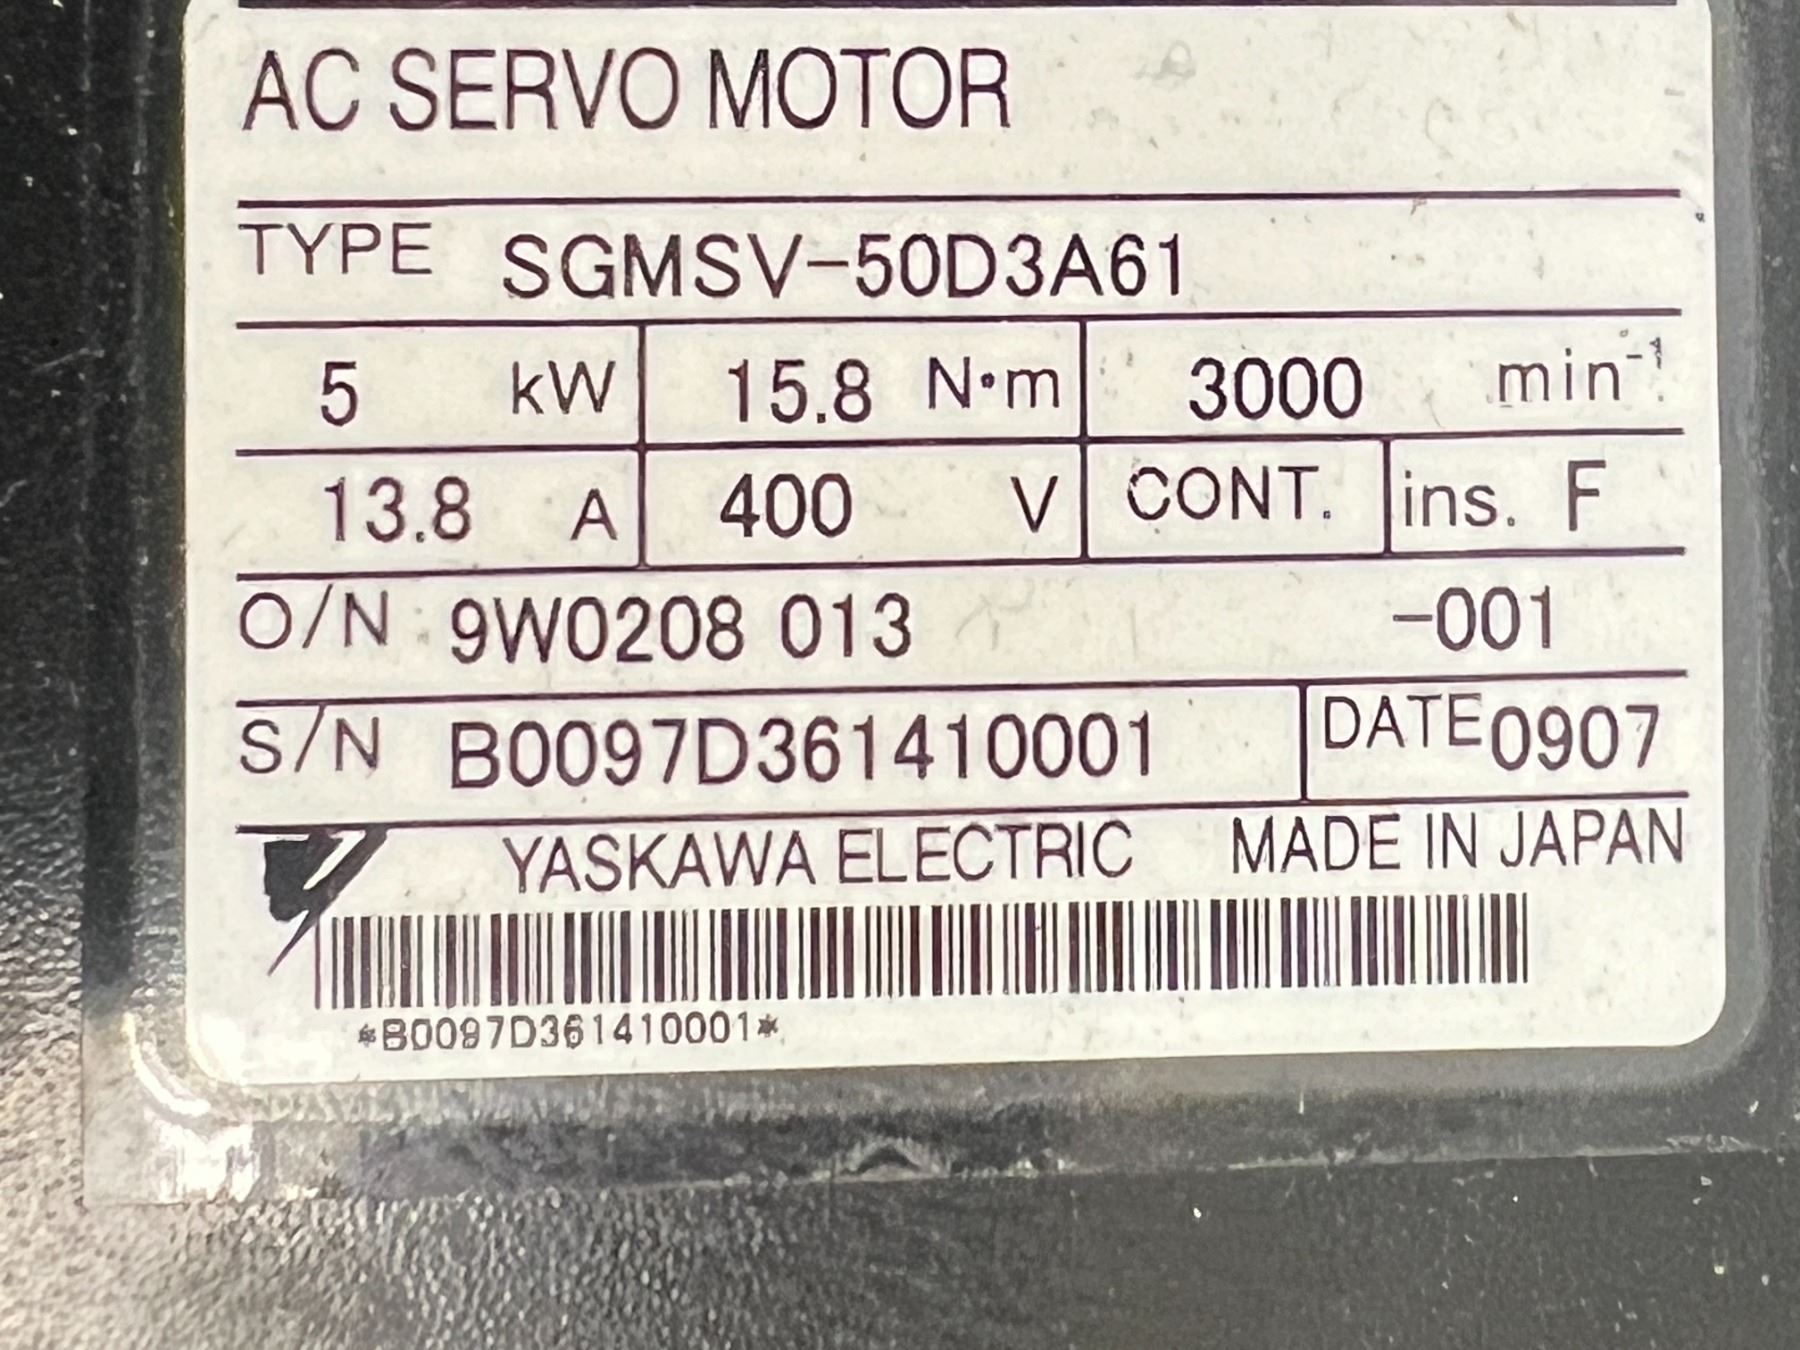 AC SERVO MOTOR
TYPE SGMSV-50D3A61
5 kW 15.8 N·m 3000 min⁻¹
13.8 A 400 V CONT. ins. F
O/N 9W0208 013 -001
S/N B0097D361410001 DATE 0907
YASKAWA ELECTRIC MADE IN JAPAN
*B0097D361410001*